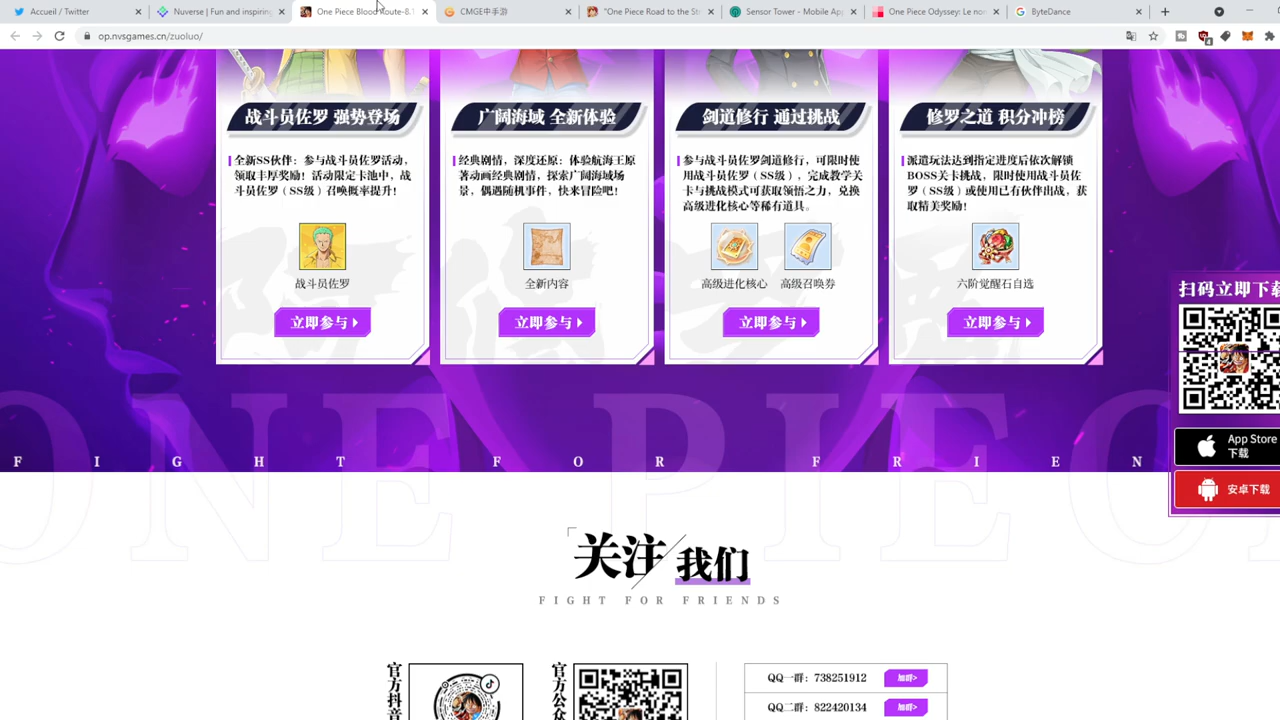 Accueil / Twitter
Nuverse | Fun and inspiring
One Piece Blood Route-8.1
CMGE中手游
"One Piece Road to the St
Sensor Tower - Mobile App
One Piece Odyssey: Le no
ByteDance
op.nvsgames.cn/zuoluo/
战斗员佐罗 强势登场
全新SS伙伴：参与战斗员佐罗活动，
领取丰厚奖励！活动限定卡池中，战
斗员佐罗（SS级）召唤概率提升！
战斗员佐罗
立即参与
广阔海域 全新体验
经典剧情，深度还原：体验航海王原
著动画经典剧情，探索广阔海域场
景，偶遇随机事件，快来冒险吧！
全新内容
立即参与
剑道修行 通过挑战
参与战斗员佐罗剑道修行，可限时使
用战斗员佐罗（SS级），完成教学关
卡与挑战模式可获取领悟之力，兑换
高级进化核心等稀有道具。
高级进化核心 高级召唤券
立即参与
修罗之道 积分冲榜
派遣玩法达到指定进度后依次解锁
BOSS关卡挑战，限时使用战斗员佐
罗（SS级）或使用已有伙伴出战，获
取精美奖励！
六阶觉醒石自选
立即参与
扫码立即下载
App Store
下载
安卓下载
ONE PIECE
FIGHT FOR FRIEN
关注我们
FIGHT FOR FRIENDS
官方抖音
官方公众
QQ一群：738251912 加群>
QQ二群：822420134 加群>